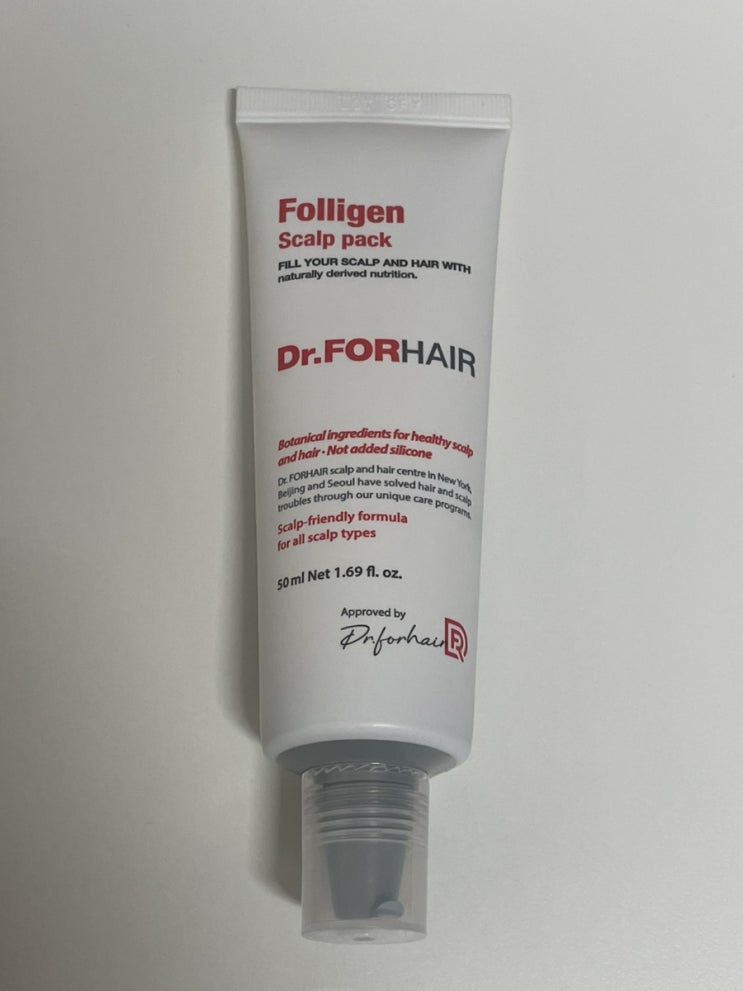 Folligen
Scalp pack
FILL YOUR SCALP AND HAIR WITH
naturally derived nutrition.
Dr.FORHAIR
Botanical ingredients for healthy scalp
and hair · Not added silicone
Dr. FORHAIR scalp and hair centre in New York,
Beijing and Seoul have solved hair and scalp
troubles through our unique care programs.
Scalp-friendly formula
for all scalp types
50 ml Net 1.69 fl. oz.
Approved by
Dr.forhair